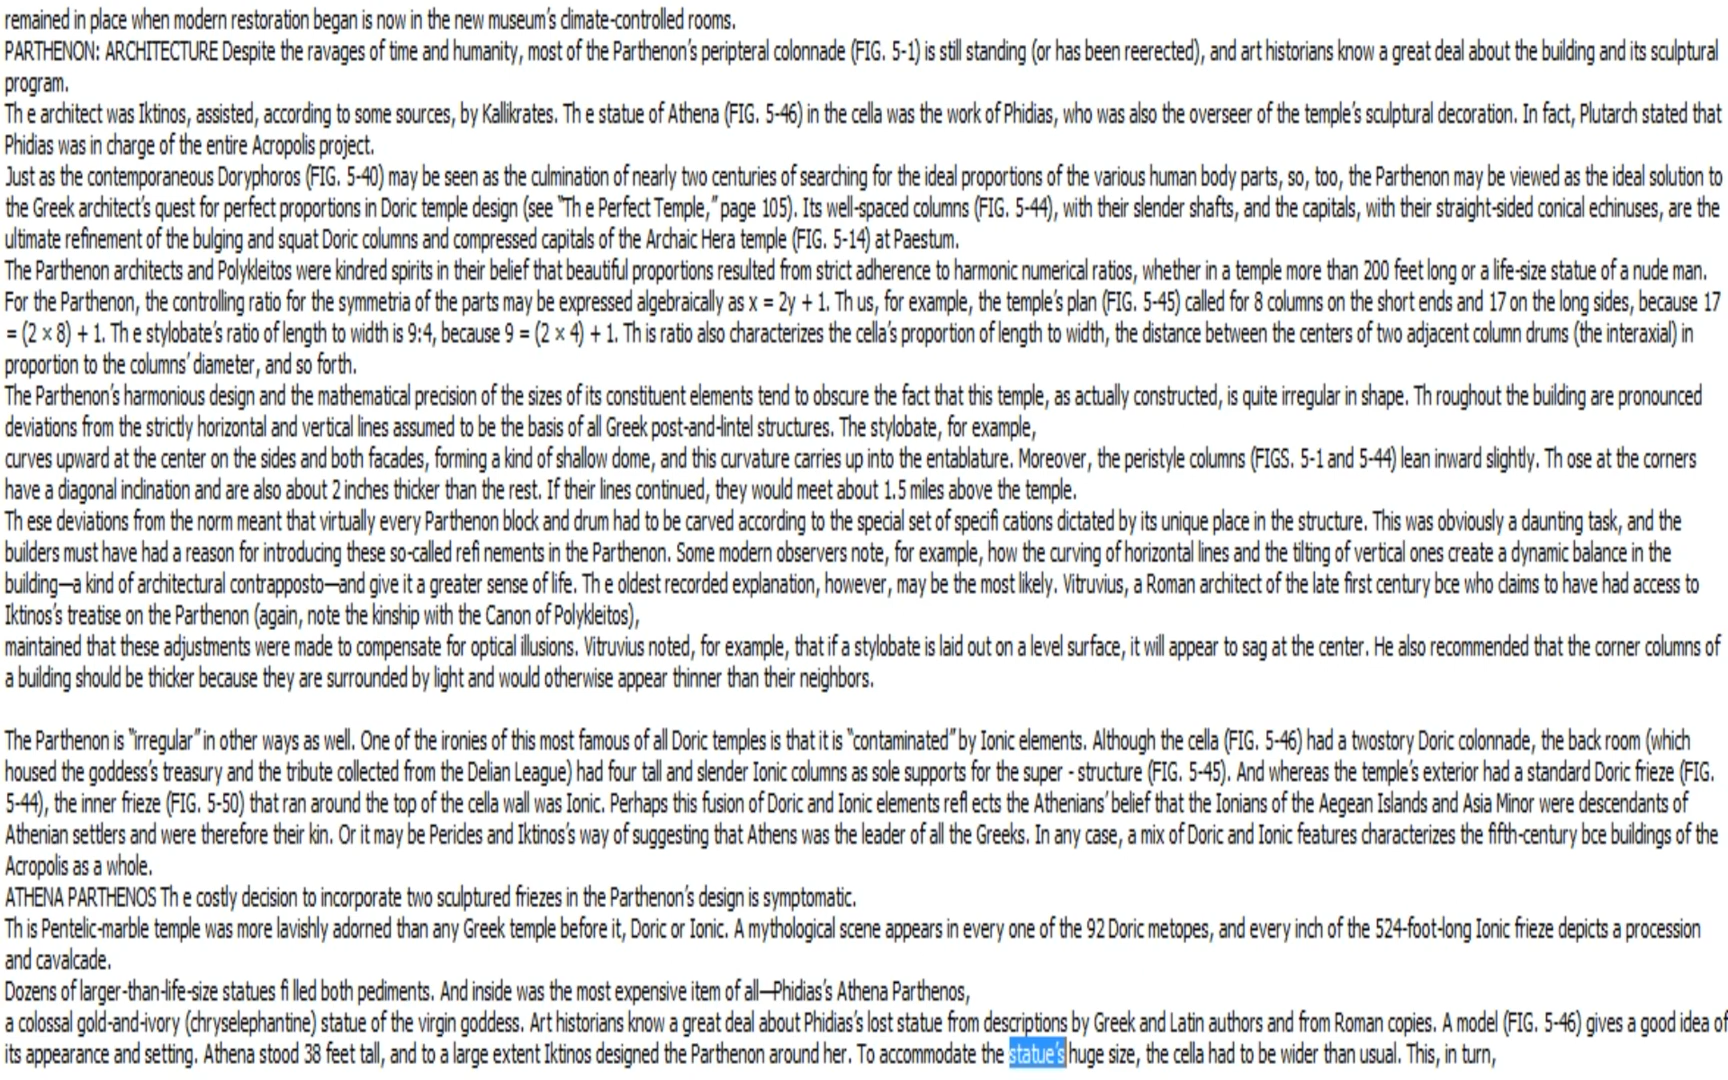 remained in place when modern restoration began is now in the new museum's climate-controlled rooms.
PARTHENON: ARCHITECTURE Despite the ravages of time and humanity, most of the Parthenon's peripteral colonnade (FIG. 5-1) is still standing (or has been reerected), and art historians know a great deal about the building and its sculptural
program.
Th e architect was Iktinos, assisted, according to some sources, by Kallikrates. Th e statue of Athena (FIG. 5-46) in the cella was the work of Phidias, who was also the overseer of the temple's sculptural decoration. In fact, Plutarch stated that
Phidias was in charge of the entire Acropolis project.
Just as the contemporaneous Doryphoros (FIG. 5-40) may be seen as the culmination of nearly two centuries of searching for the ideal proportions of the various human body parts, so, too, the Parthenon may be viewed as the ideal solution to
the Greek architect's quest for perfect proportions in Doric temple design (see "Th e Perfect Temple," page 105). Its well-spaced columns (FIG. 5-44), with their slender shafts, and the capitals, with their straight-sided conical echinuses, are the
ultimate refinement of the bulging and squat Doric columns and compressed capitals of the Archaic Hera temple (FIG. 5-14) at Paestum.
The Parthenon architects and Polykleitos were kindred spirits in their belief that beautiful proportions resulted from strict adherence to harmonic numerical ratios, whether in a temple more than 200 feet long or a life-size statue of a nude man.
For the Parthenon, the controlling ratio for the symmetria of the parts may be expressed algebraically as x = 2y + 1. Th us, for example, the temple's plan (FIG. 5-45) called for 8 columns on the short ends and 17 on the long sides, because 17
= (2 × 8) + 1. Th e stylobate's ratio of length to width is 9:4, because 9 = (2 × 4) + 1. Th is ratio also characterizes the cella's proportion of length to width, the distance between the centers of two adjacent column drums (the interaxial) in
proportion to the columns' diameter, and so forth.
The Parthenon's harmonious design and the mathematical precision of the sizes of its constituent elements tend to obscure the fact that this temple, as actually constructed, is quite irregular in shape. Th roughout the building are pronounced
deviations from the strictly horizontal and vertical lines assumed to be the basis of all Greek post-and-lintel structures. The stylobate, for example,
curves upward at the center on the sides and both facades, forming a kind of shallow dome, and this curvature carries up into the entablature. Moreover, the peristyle columns (FIGS. 5-1 and 5-44) lean inward slightly. Th ose at the corners
have a diagonal inclination and are also about 2 inches thicker than the rest. If their lines continued, they would meet about 1.5 miles above the temple.
Th ese deviations from the norm meant that virtually every Parthenon block and drum had to be carved according to the special set of specifi cations dictated by its unique place in the structure. This was obviously a daunting task, and the
builders must have had a reason for introducing these so-called refi nements in the Parthenon. Some modern observers note, for example, how the curving of horizontal lines and the tilting of vertical ones create a dynamic balance in the
building—a kind of architectural contrapposto—and give it a greater sense of life. Th e oldest recorded explanation, however, may be the most likely. Vitruvius, a Roman architect of the late first century bce who claims to have had access to
Iktinos's treatise on the Parthenon (again, note the kinship with the Canon of Polykleitos),
maintained that these adjustments were made to compensate for optical illusions. Vitruvius noted, for example, that if a stylobate is laid out on a level surface, it will appear to sag at the center. He also recommended that the corner columns of
a building should be thicker because they are surrounded by light and would otherwise appear thinner than their neighbors.
The Parthenon is "irregular" in other ways as well. One of the ironies of this most famous of all Doric temples is that it is "contaminated" by Ionic elements. Although the cella (FIG. 5-46) had a twostory Doric colonnade, the back room (which
housed the goddess's treasury and the tribute collected from the Delian League) had four tall and slender Ionic columns as sole supports for the super - structure (FIG. 5-45). And whereas the temple's exterior had a standard Doric frieze (FIG.
5-44), the inner frieze (FIG. 5-50) that ran around the top of the cella wall was Ionic. Perhaps this fusion of Doric and Ionic elements refl ects the Athenians' belief that the Ionians of the Aegean Islands and Asia Minor were descendants of
Athenian settlers and were therefore their kin. Or it may be Pericles and Iktinos's way of suggesting that Athens was the leader of all the Greeks. In any case, a mix of Doric and Ionic features characterizes the fifth-century bce buildings of the
Acropolis as a whole.
ATHENA PARTHENOS Th e costly decision to incorporate two sculptured friezes in the Parthenon's design is symptomatic.
Th is Pentelic-marble temple was more lavishly adorned than any Greek temple before it, Doric or Ionic. A mythological scene appears in every one of the 92 Doric metopes, and every inch of the 524-foot-long Ionic frieze depicts a procession
and cavalcade.
Dozens of larger-than-life-size statues fi lled both pediments. And inside was the most expensive item of all—Phidias's Athena Parthenos,
a colossal gold-and-ivory (chryselephantine) statue of the virgin goddess. Art historians know a great deal about Phidias's lost statue from descriptions by Greek and Latin authors and from Roman copies. A model (FIG. 5-46) gives a good idea of
its appearance and setting. Athena stood 38 feet tall, and to a large extent Iktinos designed the Parthenon around her. To accommodate the statue's huge size, the cella had to be wider than usual. This, in turn,